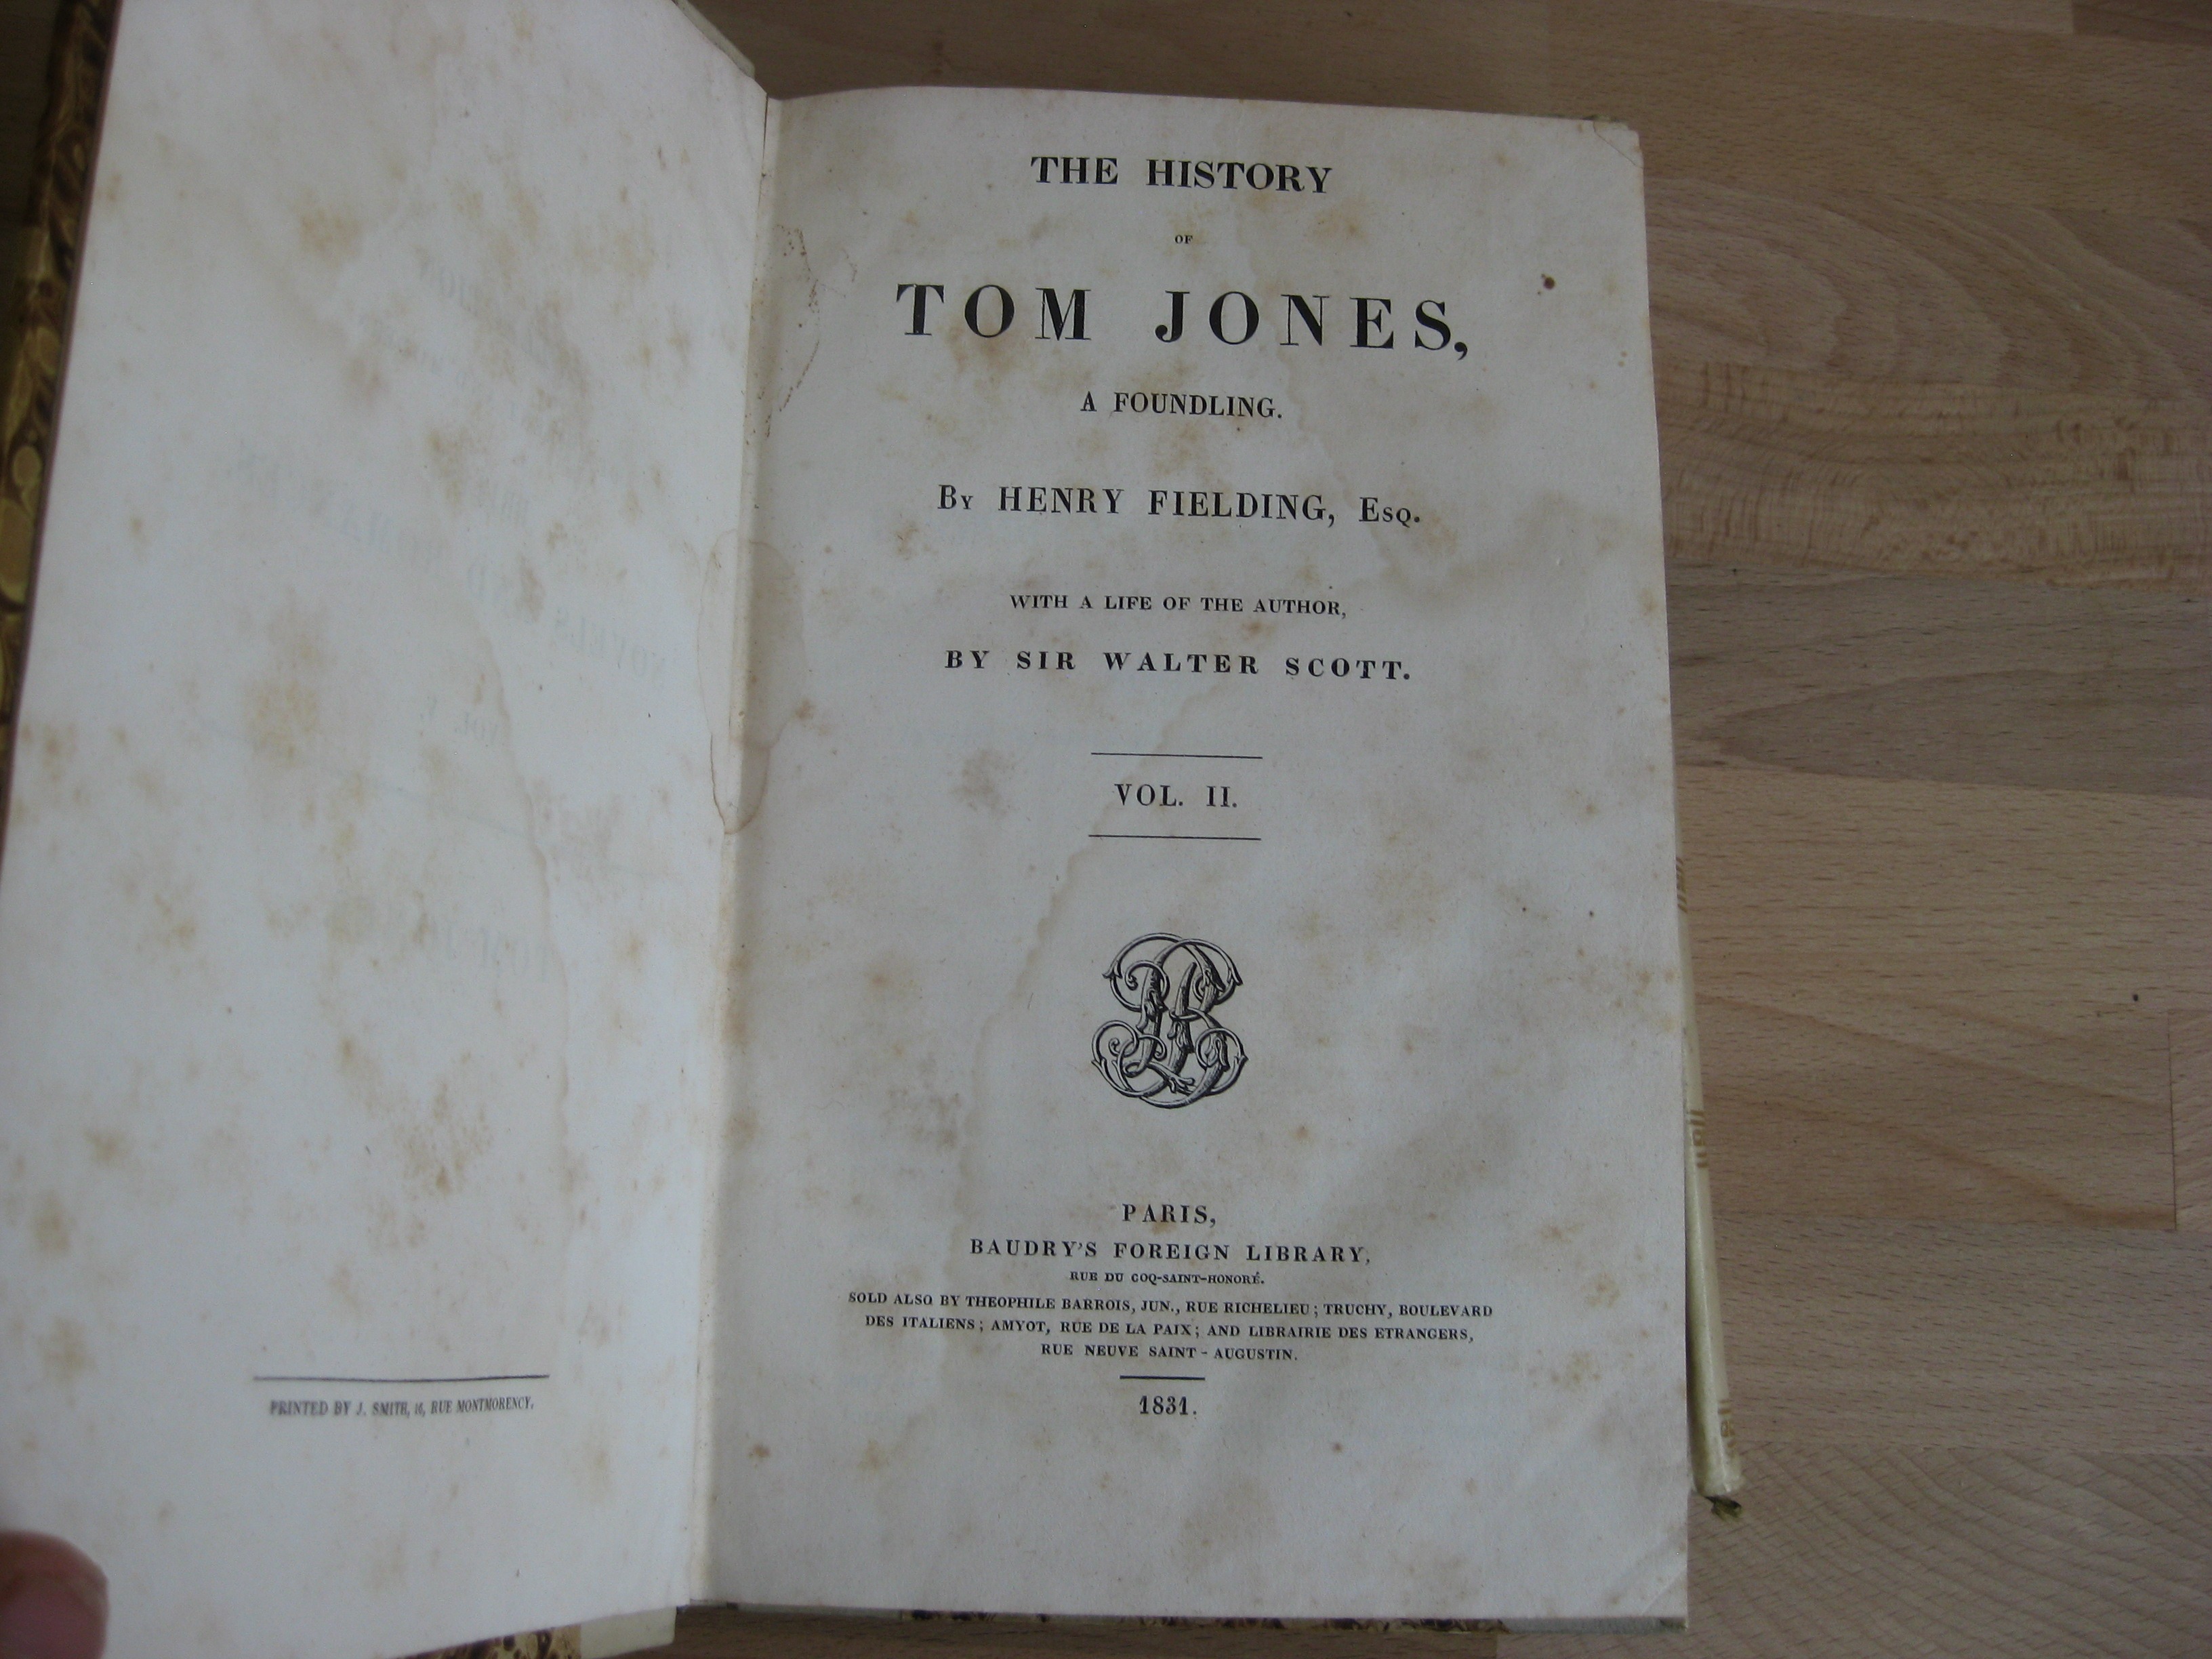 PRINTED BY J. SMITH, 16, RUE MONTMORENCY.
THE HISTORY
OF
TOM JONES,
A FOUNDLING.
By HENRY FIELDING, Esq.
WITH A LIFE OF THE AUTHOR,
BY SIR WALTER SCOTT.
VOL. II.
PARIS,
BAUDRY'S FOREIGN LIBRARY,
RUE DU COQ-SAINT-HONORÉ.
SOLD ALSO BY THEOPHILE BARROIS, JUN., RUE RICHELIEU; TRUCHY, BOULEVARD
DES ITALIENS; AMYOT, RUE DE LA PAIX; AND LIBRAIRIE DES ETRANGERS,
RUE NEUVE SAINT-AUGUSTIN.
1831.